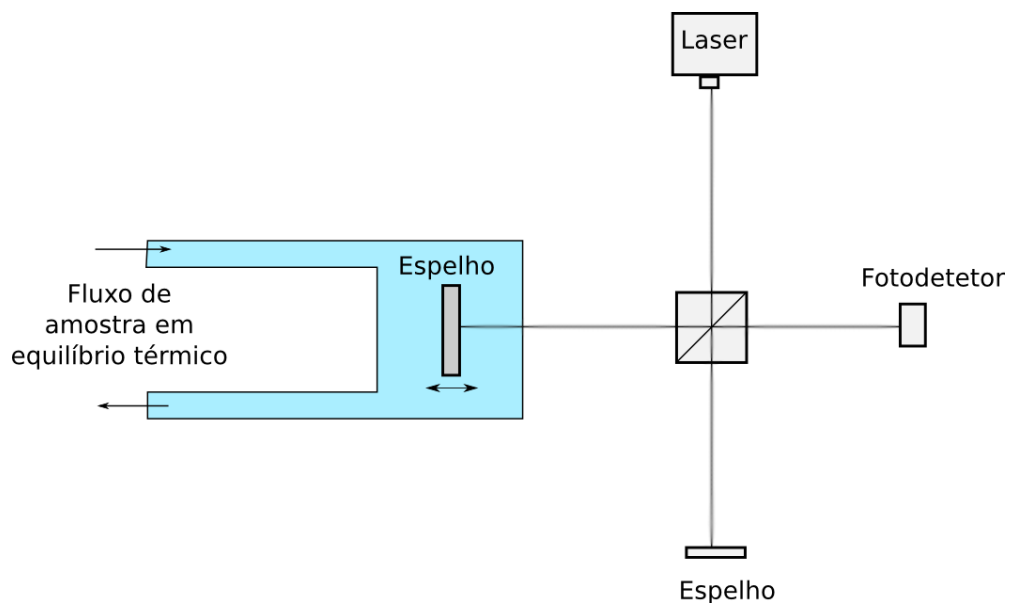 Laser
Espelho
Fotodetetor
Fluxo de
amostra em
equilíbrio térmico
Espelho